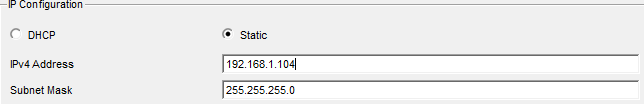 IP Configuration
DHCP Static
IPv4 Address 192.168.1.104
Subnet Mask 255.255.255.0